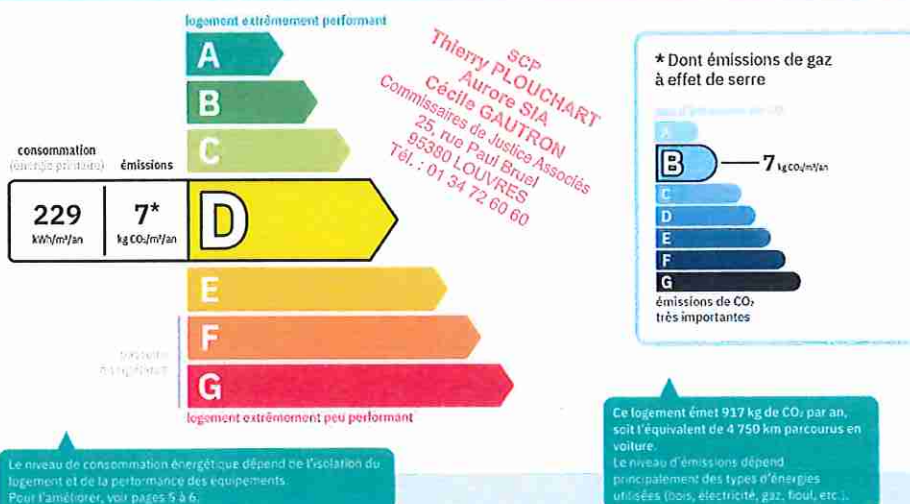 logement extrêmement performant
A
B
C
consommation
(énergie primaire)
émissions
229
kWh/m²/an
7*
kg CO₂/m²/an
D
E
F
G
logement extrêmement peu performant
SCP
Thierry PLOUCHART
Aurore SIA
Cécile GAUTRON
Commissaires de Justice Associés
25, rue Paul Bruel
95380 LOUVRES
Tél. : 01 34 72 60 60
* Dont émissions de gaz
à effet de serre
A
B
7 kg CO₂/m²/an
C
D
E
F
G
émissions de CO₂
très importantes
Le niveau de consommation énergétique dépend de l'isolation du
logement et de la performance des équipements.
Pour l'améliorer, voir pages 5 à 6.
Ce logement émet 917 kg de CO₂ par an,
soit l'équivalent de 4 750 km parcourus en
voiture.
Le niveau d'émissions dépend
principalement des types d'énergies
utilisées (bois, électricité, gaz, fioul, etc.).